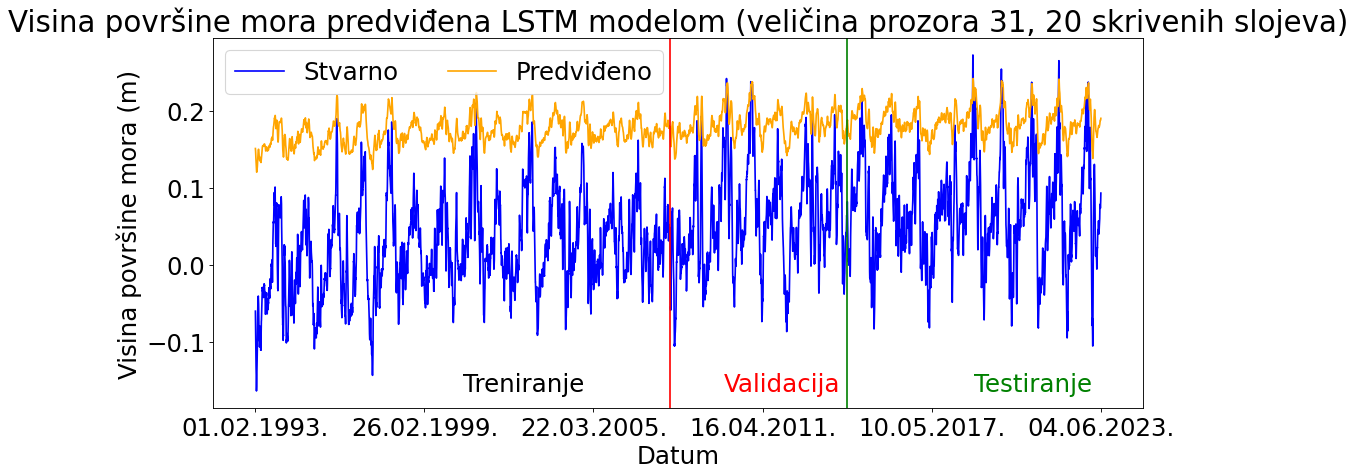 Visina površine mora predviđena LSTM modelom (veličina prozora 31, 20 skrivenih slojeva)
Stvarno
Predviđeno
Visina površine mora (m)
0.2
0.1
0.0
−0.1
Treniranje
Validacija
Testiranje
01.02.1993.
26.02.1999.
22.03.2005.
16.04.2011.
10.05.2017.
04.06.2023.
Datum